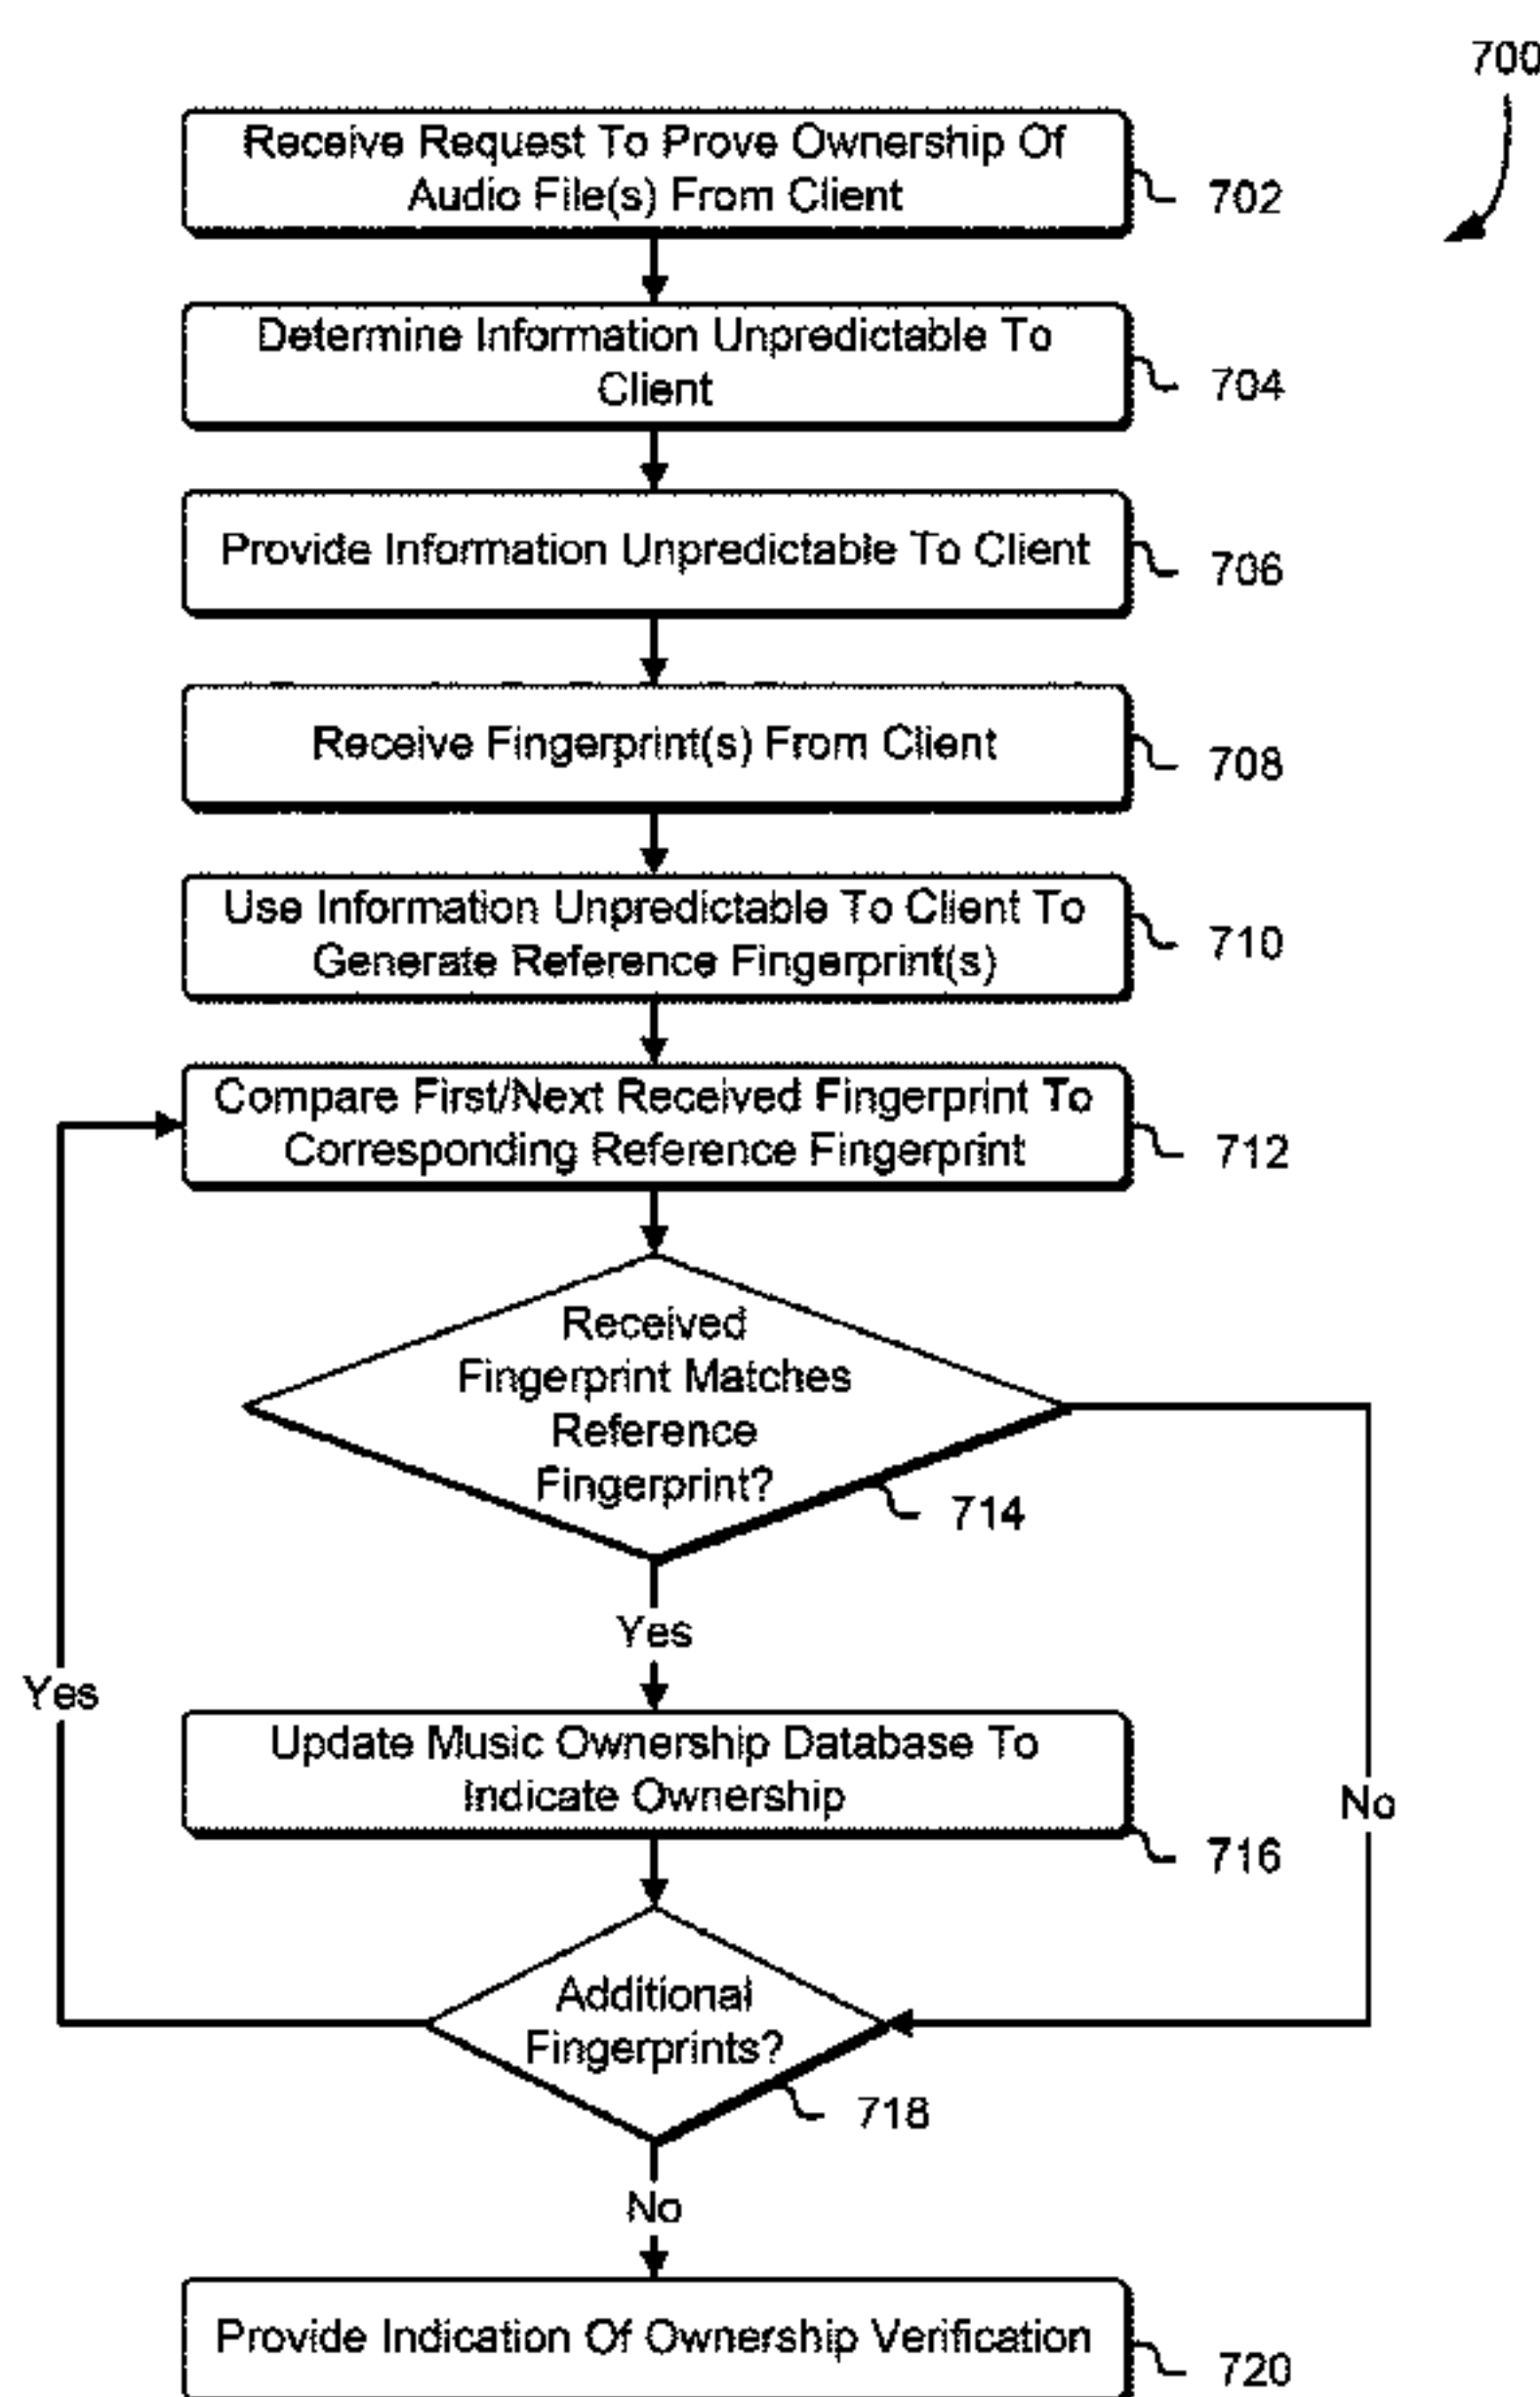 700
Receive Request To Prove Ownership Of
Audio File(s) From Client
702
Determine Information Unpredictable To
Client
704
Provide Information Unpredictable To Client
706
Receive Fingerprint(s) From Client
708
Use Information Unpredictable To Client To
Generate Reference Fingerprint(s)
710
Compare First/Next Received Fingerprint To
Corresponding Reference Fingerprint
712
Received
Fingerprint Matches
Reference
Fingerprint?
714
Yes
Yes
Update Music Ownership Database To
Indicate Ownership
716
No
Additional
Fingerprints?
718
No
Provide Indication Of Ownership Verification
720